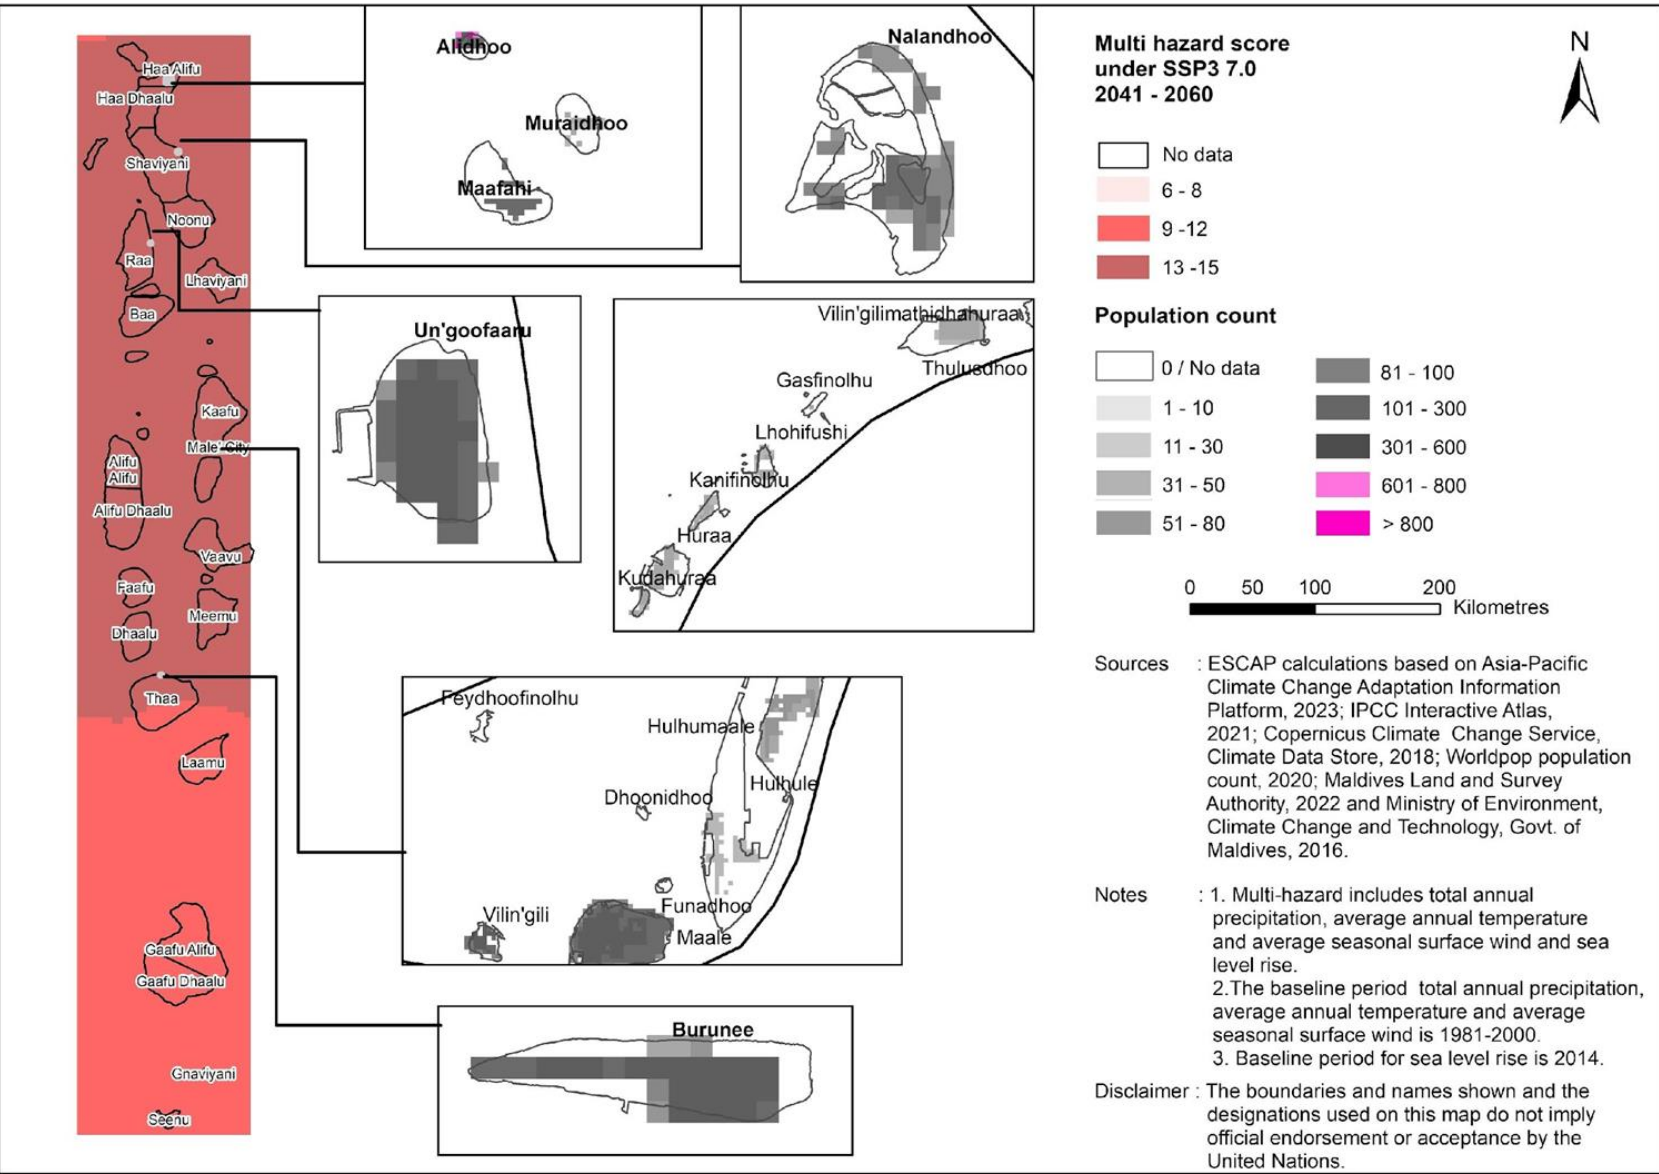 Haa Alifu
Haa Dhaalu
Shaviyani
Noonu
Raa
Lhaviyani
Baa
Kaafu
Male' City
Alifu
Alifu
Alifu Dhaalu
Vaavu
Faafu
Meemu
Dhaalu
Thaa
Laamu
Gaafu Alifu
Gaafu Dhaalu
Gnaviyani
Seenu
Alidhoo
Muraidhoo
Maafahi
Nalandhoo
Un'goofaaru
Vilin'gilimathidhahuraa
Thulusdhoo
Gasfinolhu
Lhohifushi
Kanifinolhu
Huraa
Kudahuraa
Feydhoofinolhu
Hulhumaale
Hulhule
Dhoonidhoo
Funadhoo
Vilin'gili
Maale
Burunee
N
Multi hazard score
under SSP3 7.0
2041 - 2060
No data
6 - 8
9 -12
13 -15
Population count
0 / No data
1 - 10
11 - 30
31 - 50
51 - 80
81 - 100
101 - 300
301 - 600
601 - 800
> 800
0 50 100 200
Kilometres
Sources : ESCAP calculations based on Asia-Pacific
Climate Change Adaptation Information
Platform, 2023; IPCC Interactive Atlas,
2021; Copernicus Climate Change Service,
Climate Data Store, 2018; Worldpop population
count, 2020; Maldives Land and Survey
Authority, 2022 and Ministry of Environment,
Climate Change and Technology, Govt. of
Maldives, 2016.
Notes : 1. Multi-hazard includes total annual
precipitation, average annual temperature
and average seasonal surface wind and sea
level rise.
2.The baseline period total annual precipitation,
average annual temperature and average
seasonal surface wind is 1981-2000.
3. Baseline period for sea level rise is 2014.
Disclaimer : The boundaries and names shown and the
designations used on this map do not imply
official endorsement or acceptance by the
United Nations.